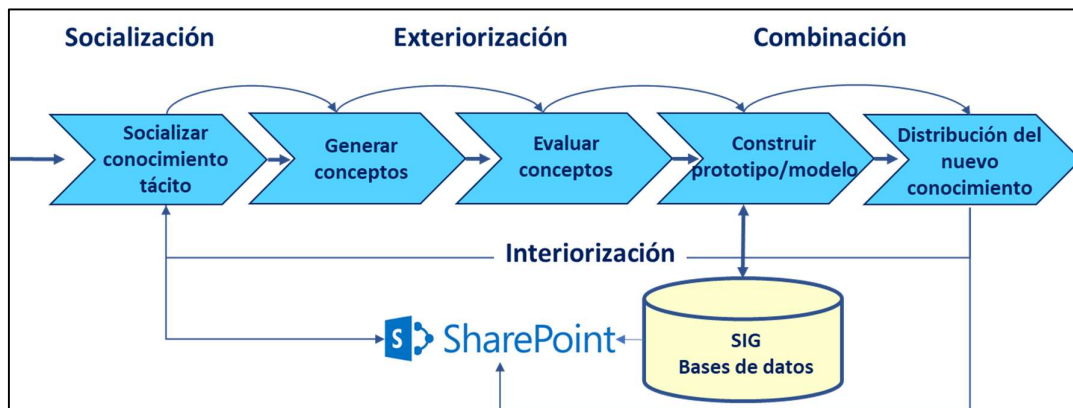 Socialización
Exteriorización
Combinación
Socializar
conocimiento
tácito
Generar
conceptos
Evaluar
conceptos
Construir
prototipo/modelo
Distribución del
nuevo
conocimiento
Interiorización
S
SharePoint
SIG
Bases de datos